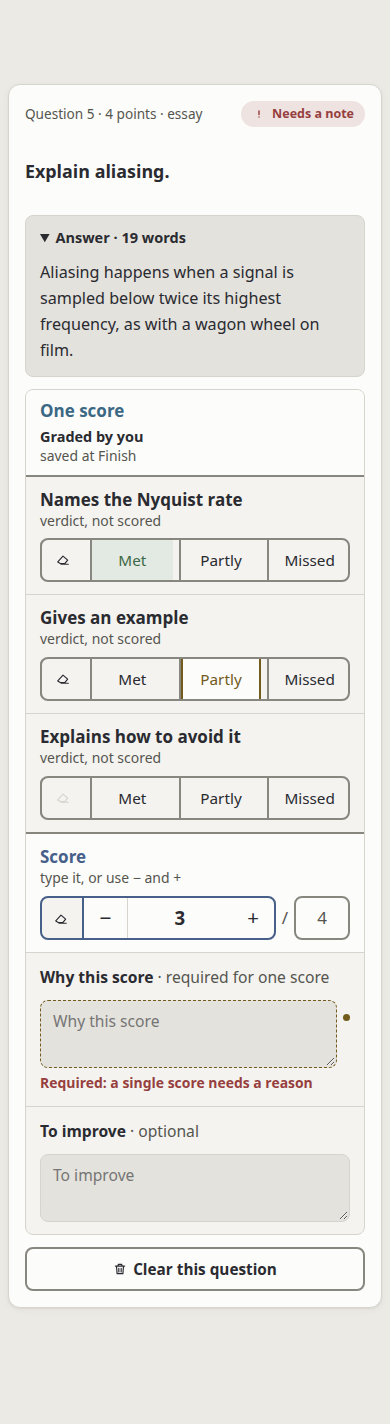 Question 5 · 4 points · essay
! Needs a note
Explain aliasing.
▼ Answer · 19 words
Aliasing happens when a signal is
sampled below twice its highest
frequency, as with a wagon wheel on
film.
One score
Graded by you
saved at Finish
Names the Nyquist rate
verdict, not scored
Met Partly Missed
Gives an example
verdict, not scored
Met Partly Missed
Explains how to avoid it
verdict, not scored
Met Partly Missed
Score
type it, or use − and +
− 3 + / 4
Why this score · required for one score
Why this score
Required: a single score needs a reason
To improve · optional
To improve
Clear this question